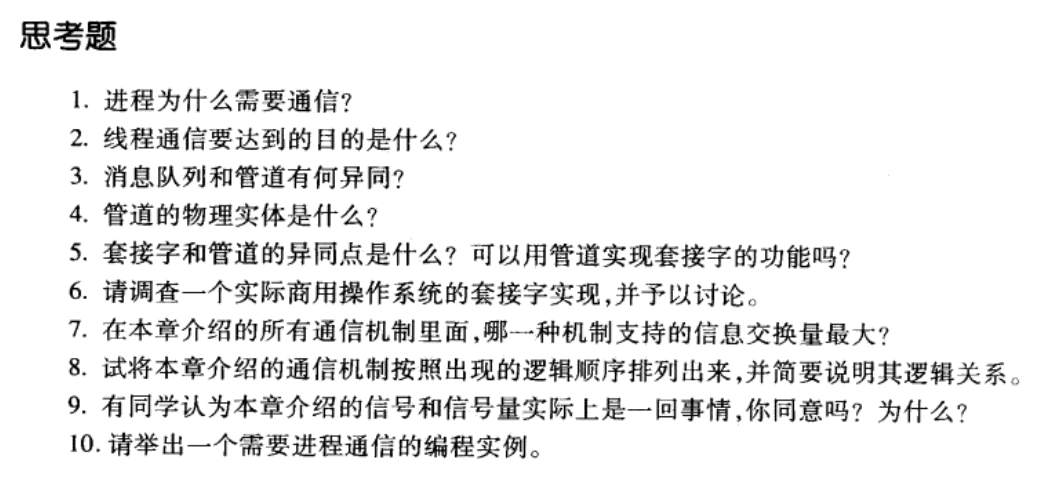 思考题
1. 进程为什么需要通信?
2. 线程通信要达到的目的是什么?
3. 消息队列和管道有何异同?
4. 管道的物理实体是什么?
5. 套接字和管道的异同点是什么? 可以用管道实现套接字的功能吗?
6. 请调查一个实际商用操作系统的套接字实现,并予以讨论。
7. 在本章介绍的所有通信机制里面,哪一种机制支持的信息交换量最大?
8. 试将本章介绍的通信机制按照出现的逻辑顺序排列出来,并简要说明其逻辑关系。
9. 有同学认为本章介绍的信号和信号量实际上是一回事情,你同意吗? 为什么?
10. 请举出一个需要进程通信的编程实例。